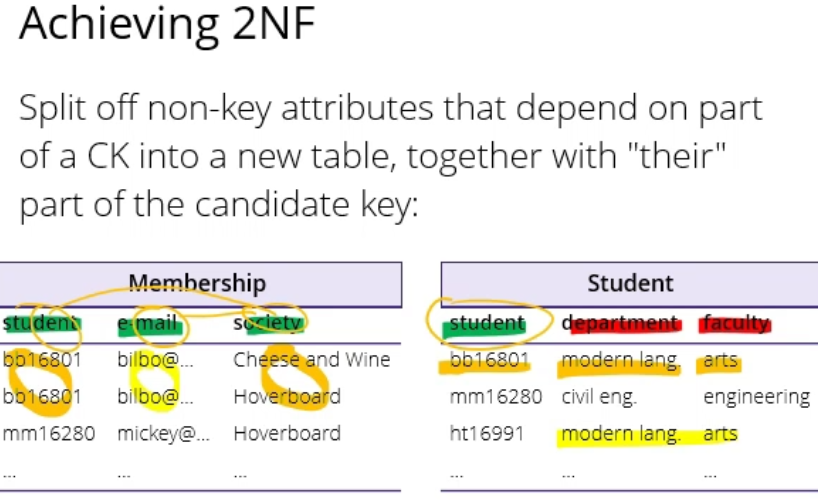 Achieving 2NF
Split off non-key attributes that depend on part
of a CK into a new table, together with "their"
part of the candidate key:
Membership
student e-mail society
bb16801 bilbo@... Cheese and Wine
bb16801 bilbo@... Hoverboard
mm16280 mickey@... Hoverboard
... ... ...
Student
student department faculty
bb16801 modern lang. arts
mm16280 civil eng. engineering
ht16991 modern lang. arts
... ... ...